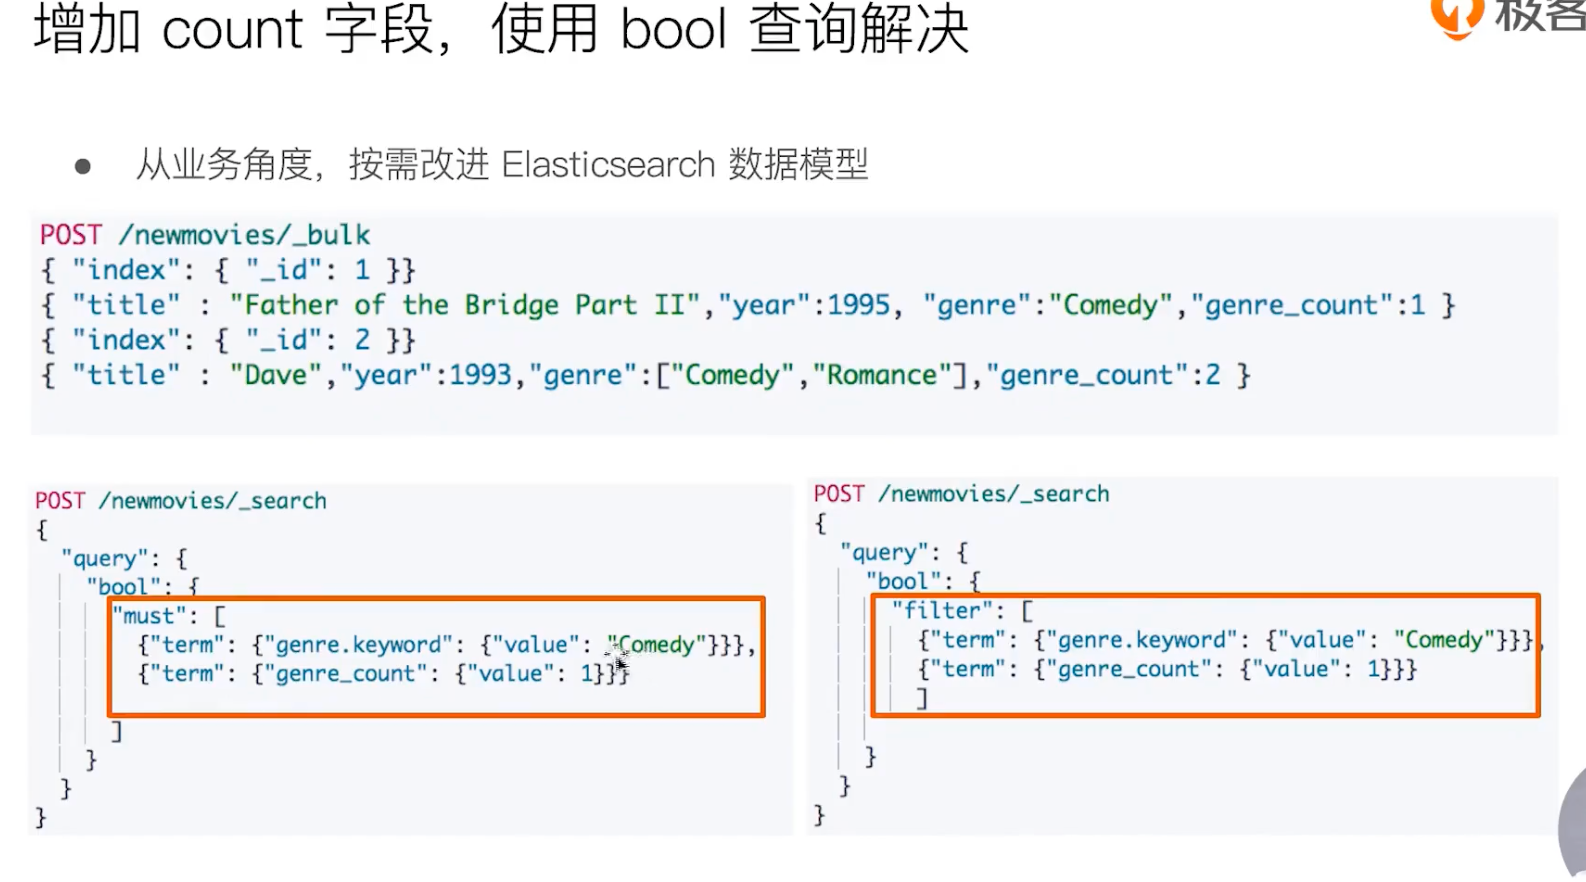 增加 count 字段，使用 bool 查询解决
极客
● 从业务角度，按需改进 Elasticsearch 数据模型
POST /newmovies/_bulk
{ "index": { "_id": 1 }}
{ "title" : "Father of the Bridge Part II","year":1995, "genre":"Comedy","genre_count":1 }
{ "index": { "_id": 2 }}
{ "title" : "Dave","year":1993,"genre":["Comedy","Romance"],"genre_count":2 }
POST /newmovies/_search
{
"query": {
"bool": {
"must": [
{"term": {"genre.keyword": {"value": "Comedy"}}},
{"term": {"genre_count": {"value": 1}}}
]
}
}
}
POST /newmovies/_search
{
"query": {
"bool": {
"filter": [
{"term": {"genre.keyword": {"value": "Comedy"}}},
{"term": {"genre_count": {"value": 1}}}
]
}
}
}